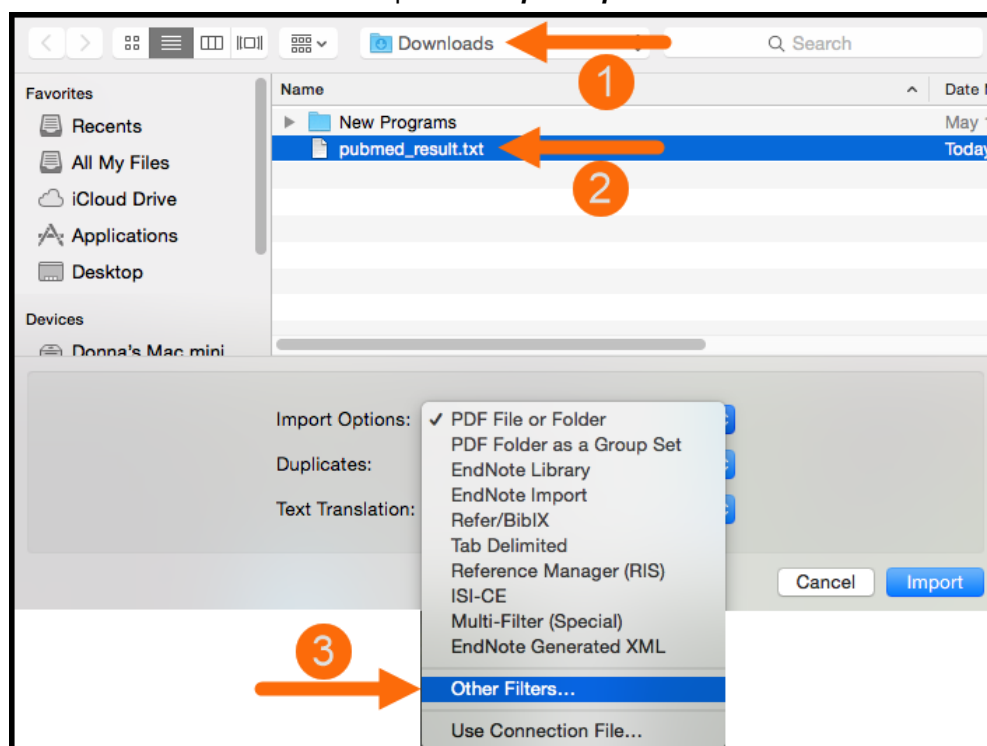 Downloads
Search
1
Favorites
Name
Date
Recents
New Programs
May
pubmed_result.txt
Today
All My Files
2
iCloud Drive
Applications
Desktop
Devices
Donna's Mac mini
Import Options:
✓ PDF File or Folder
PDF Folder as a Group Set
Duplicates:
EndNote Library
EndNote Import
Text Translation:
Refer/BibIX
Tab Delimited
Reference Manager (RIS)
Cancel
Import
ISI-CE
Multi-Filter (Special)
EndNote Generated XML
3
Other Filters...
Use Connection File...